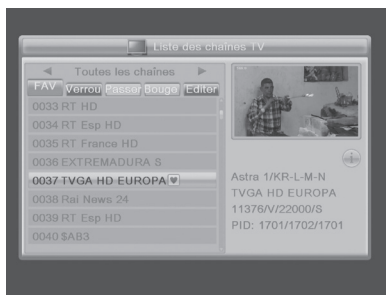 Liste des chaînes TV
Toutes les chaînes
FAV Verrou Passer Bouge Editer
0033 RT HD
0034 RT Esp HD
0035 RT France HD
0036 EXTREMADURA S
0037 TVGA HD EUROPA
0038 Rai News 24
0039 RT Esp HD
0040 $AB3
Astra 1/KR-L-M-N
TVGA HD EUROPA
11376/V/22000/S
PID: 1701/1702/1701